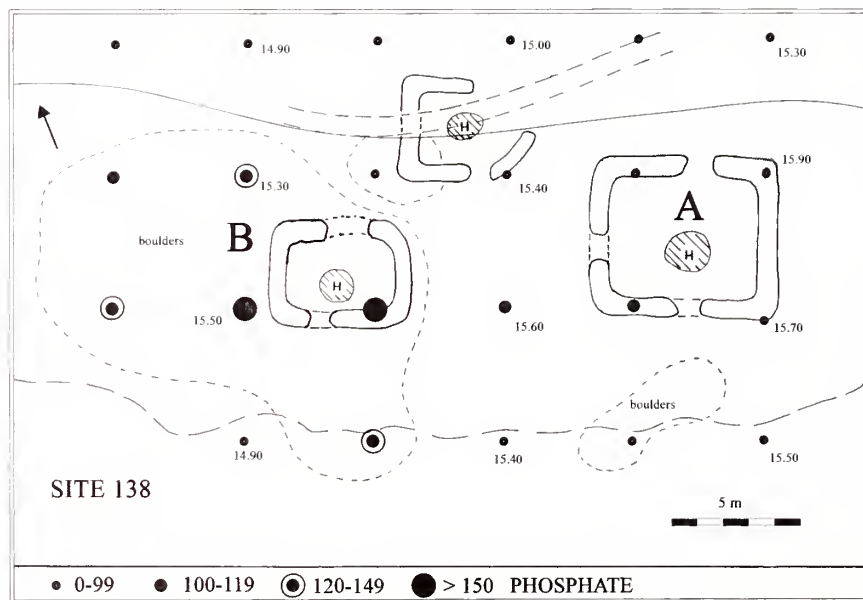 14.90 15.00 15.30
H
15.30 15.40 15.90
A
B
boulders
H
H
15.50 15.60 15.70
boulders
14.90 15.40 15.50
SITE 138
5 m
0-99 100-119 120-149 > 150 PHOSPHATE